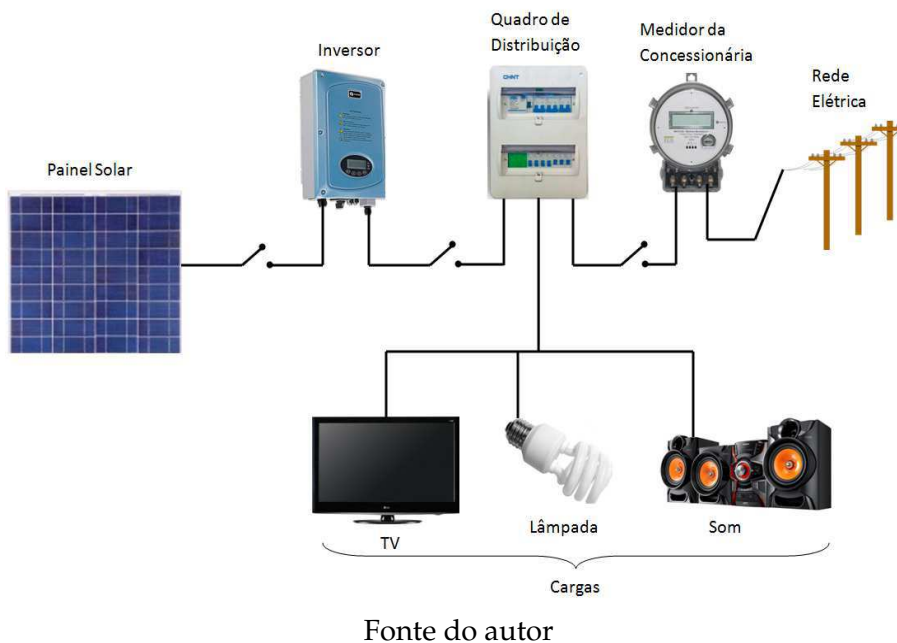 Quadro de
Distribuição
Medidor da
Concessionária
Inversor
Rede
Elétrica
Painel Solar
CHNT
TV
Lâmpada
Som
Cargas
Fonte do autor